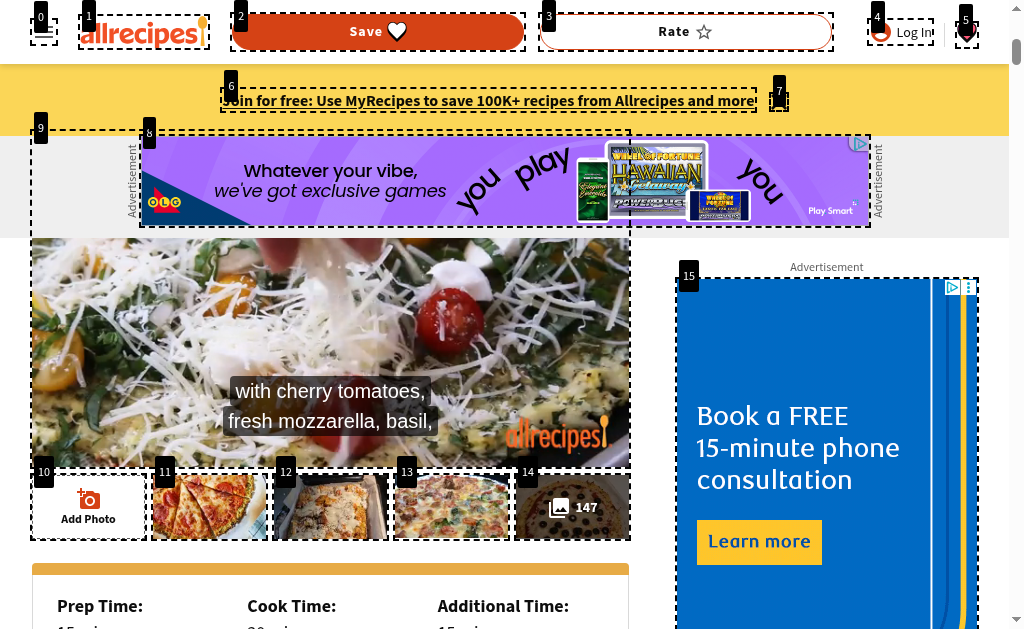 0
1
2
3
4
5
allrecipes
Save
Rate
Log In
6
7
Join for free: Use MyRecipes to save 100K+ recipes from Allrecipes and more
9
8
Advertisement
Whatever your vibe,
we've got exclusive games
OLG
you play you
WHEEL OF FORTUNE
HAWAIIAN
Getaway
POWER BUCKS
Play Smart
Advertisement
with cherry tomatoes,
fresh mozzarella, basil,
allrecipes
10
11
12
13
14
Add Photo
147
Advertisement
15
Book a FREE
15-minute phone
consultation
Learn more
Prep Time:
Cook Time:
Additional Time: